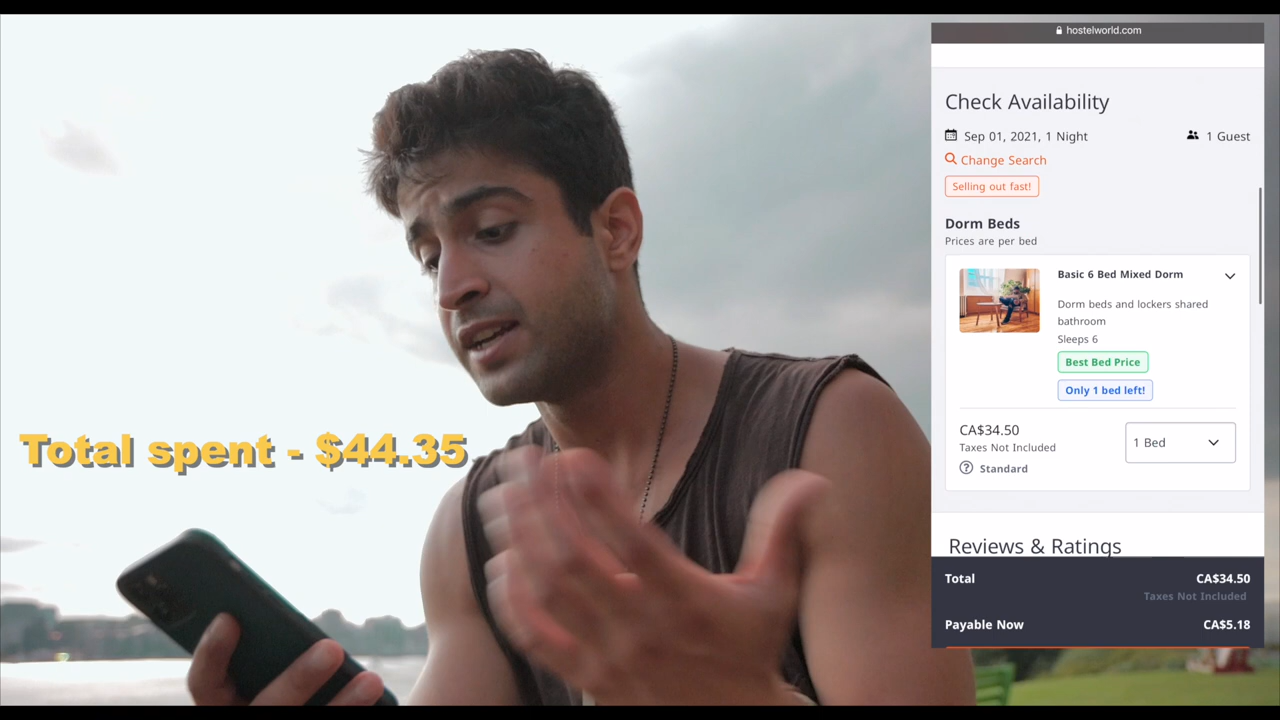 Total spent - $44.35
hostelworld.com
Check Availability
Sep 01, 2021, 1 Night
1 Guest
Change Search
Selling out fast!
Dorm Beds
Prices are per bed
Basic 6 Bed Mixed Dorm
Dorm beds and lockers shared
bathroom
Sleeps 6
Best Bed Price
Only 1 bed left!
CA$34.50
Taxes Not Included
Standard
1 Bed
Reviews & Ratings
Total
CA$34.50
Taxes Not Included
Payable Now
CA$5.18